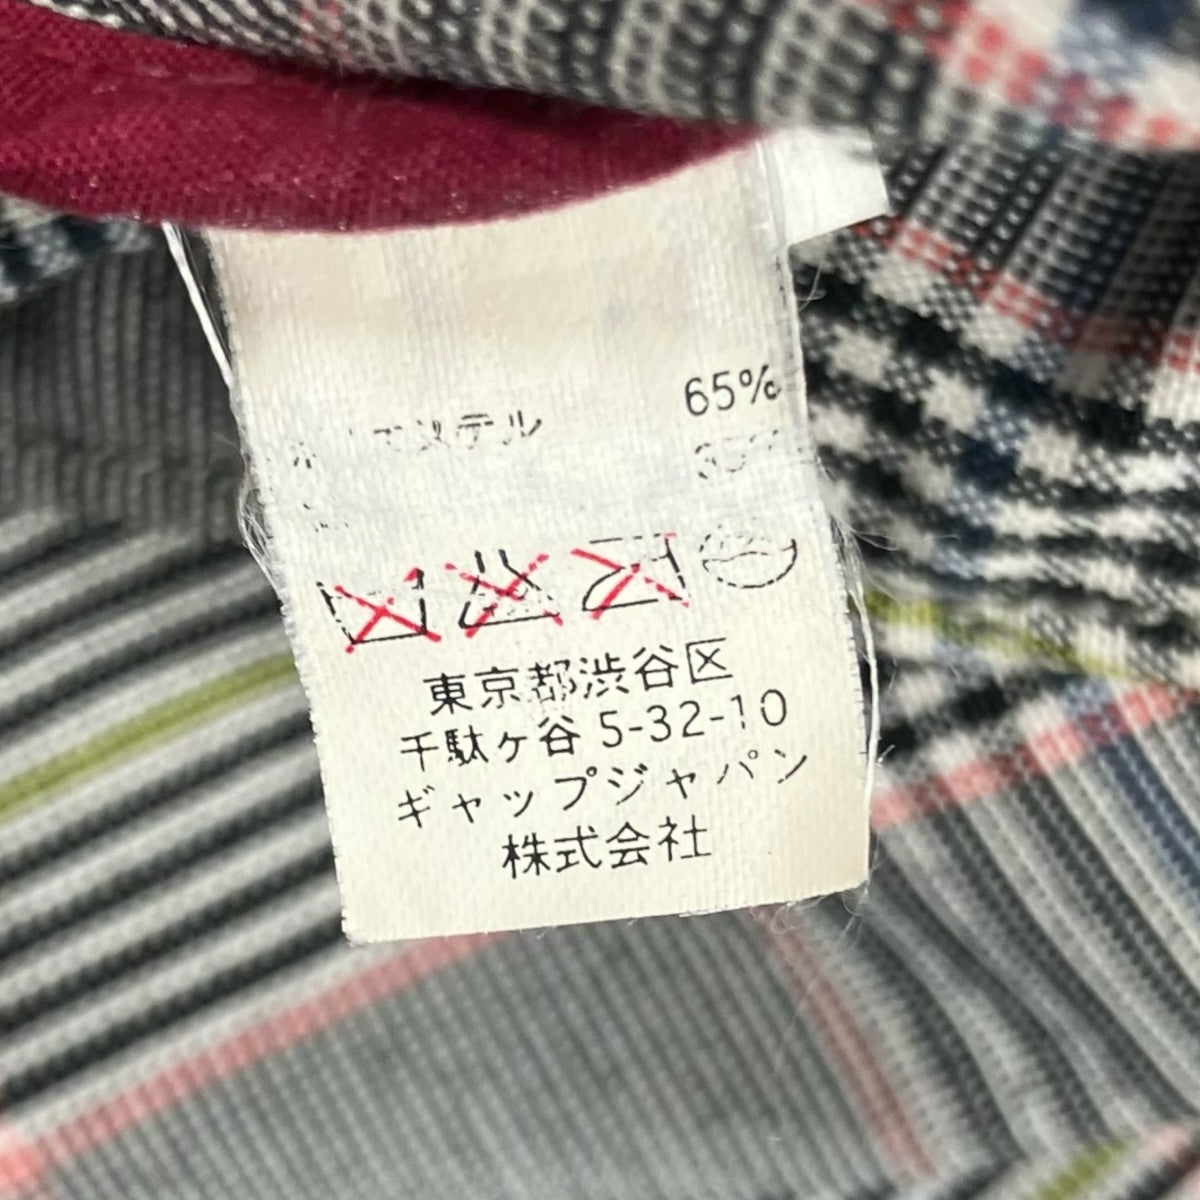 65%
東京都渋谷区
千駄ヶ谷 5-32-10
ギャップジャパン
株式会社